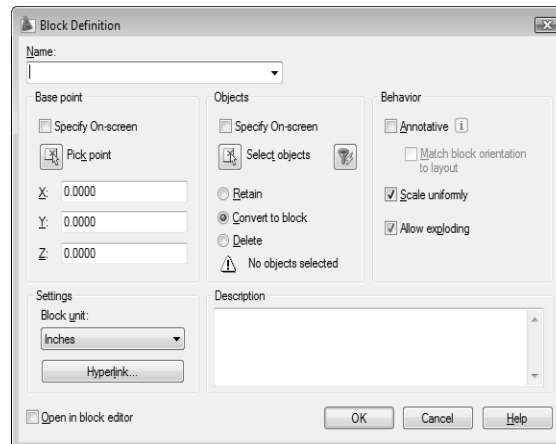 Block Definition
Name:
Base point
Specify On-screen
Pick point
X: 0.0000
Y: 0.0000
Z: 0.0000
Objects
Specify On-screen
Select objects
Retain
Convert to block
Delete
No objects selected
Behavior
Annotative
Match block orientation
to layout
Scale uniformly
Allow exploding
Settings
Block unit:
Inches
Hyperlink...
Description
Open in block editor
OK
Cancel
Help